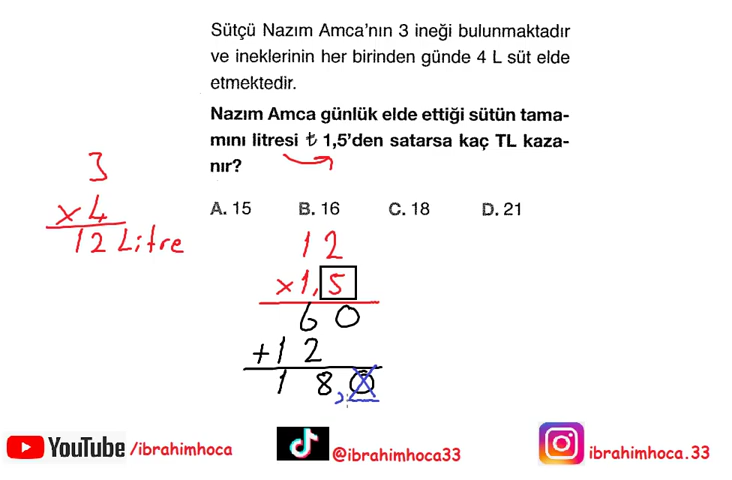 Sütçü Nazım Amca'nın 3 ineği bulunmaktadır
ve ineklerinin her birinden günde 4 L süt elde
etmektedir.
Nazım Amca günlük elde ettiği sütün tama-
mını litresi ₺ 1,5'den satarsa kaç TL kaza-
nır?
A. 15 B. 16 C. 18 D. 21
3
x 4
12 Litre
12
x 1,5
60
+12
18,0
YouTube /ibrahimhoca
@ibrahimhoca33
ibrahimhoca.33